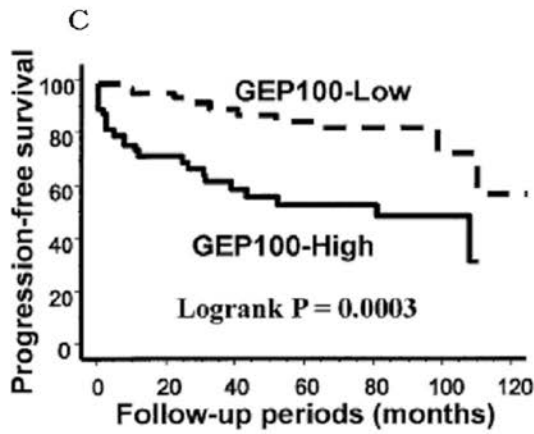 C
Progression-free survival
100
80
60
40
20
0
GEP100-Low
GEP100-High
Logrank P = 0.0003
0 20 40 60 80 100 120
Follow-up periods (months)